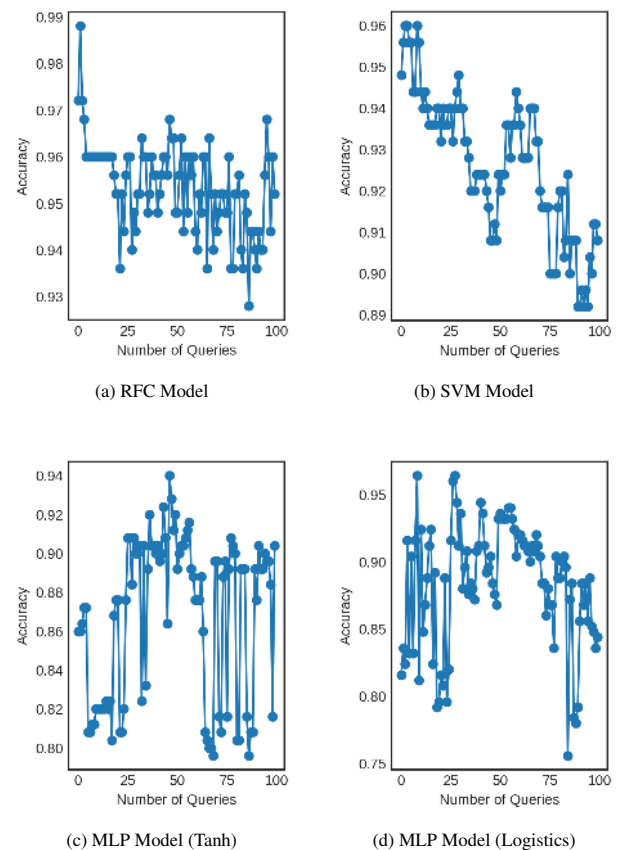 0.99
0.98
0.97
0.96
0.95
0.94
0.93
Accuracy
0 25 50 75 100
Number of Queries
(a) RFC Model
0.96
0.95
0.94
0.93
0.92
0.91
0.90
0.89
Accuracy
0 25 50 75 100
Number of Queries
(b) SVM Model
0.94
0.92
0.90
0.88
0.86
0.84
0.82
0.80
Accuracy
0 25 50 75 100
Number of Queries
(c) MLP Model (Tanh)
0.95
0.90
0.85
0.80
0.75
Accuracy
0 25 50 75 100
Number of Queries
(d) MLP Model (Logistics)